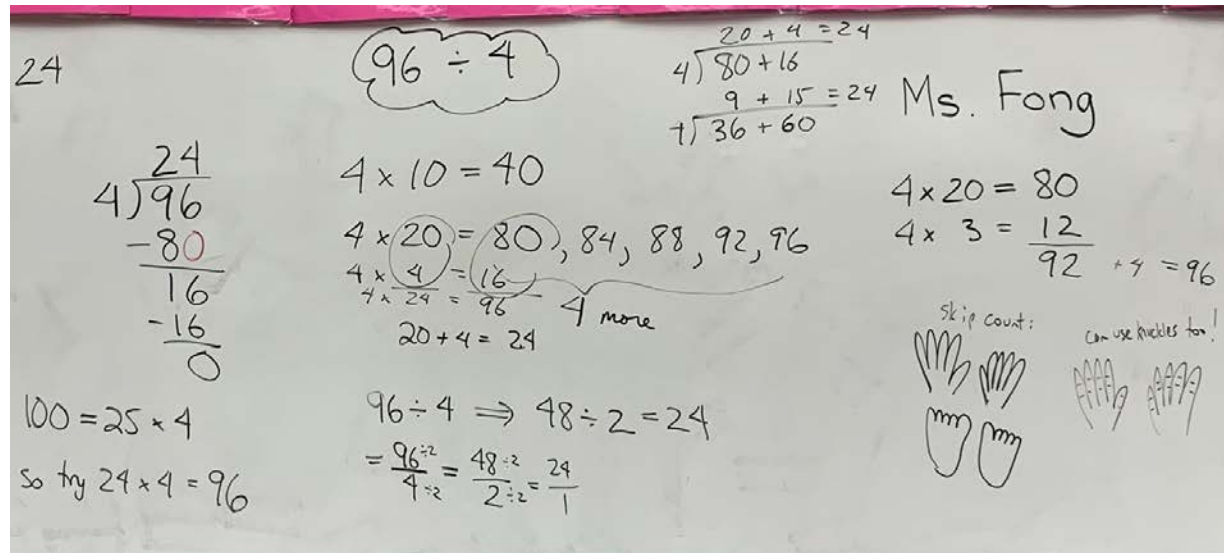 24
96 ÷ 4
20 + 4 = 24
4) 80 + 16
9 + 15 = 24
4) 36 + 60
Ms. Fong
24
4) 96
-80
16
-16
0
100 = 25 × 4
so try 24 × 4 = 96
4 × 10 = 40
4 × 20 = 80, 84, 88, 92, 96
4 × 4 = 16
4 × 24 = 96
4 more
20 + 4 = 24
96 ÷ 4 ⇒ 48 ÷ 2 = 24
= 96 ÷2 / 4 ÷2 = 48 ÷2 / 2 ÷2 = 24 / 1
4 × 20 = 80
4 × 3 = 12
92 + 4 = 96
skip count:
can use knuckles too!